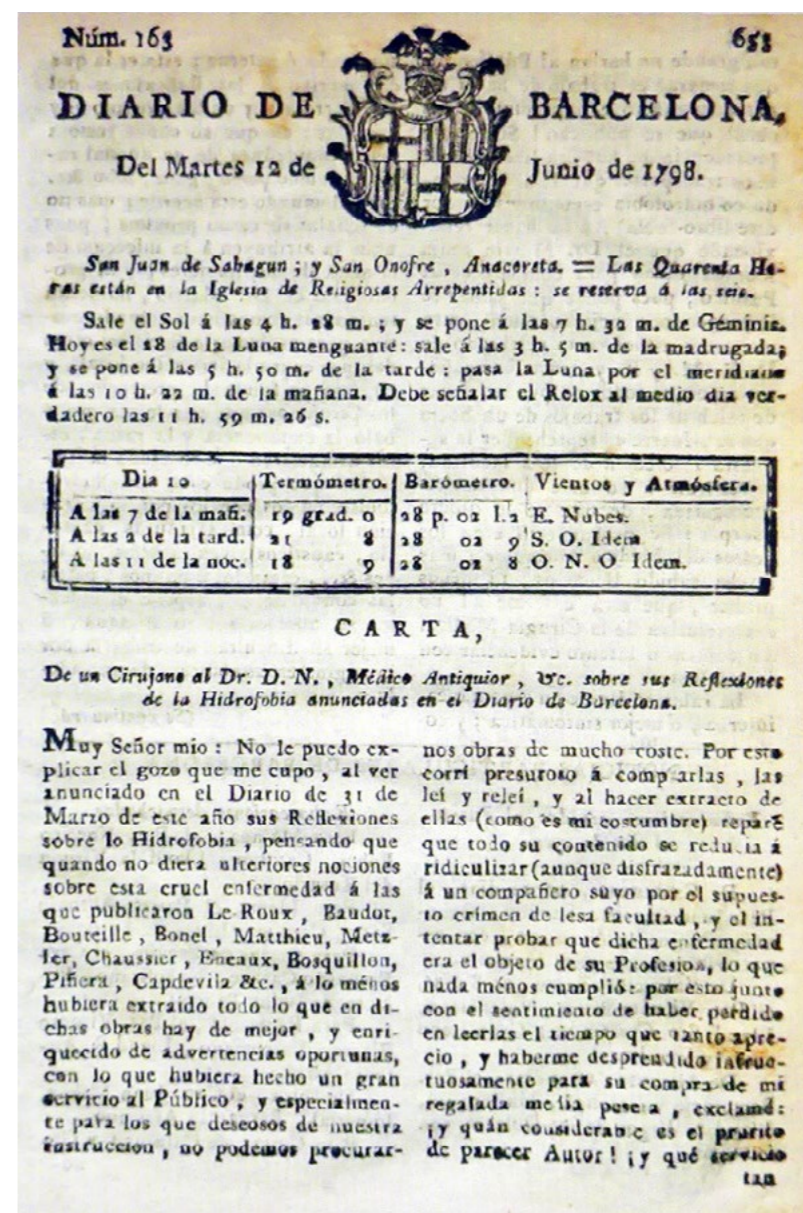 Núm. 163 653
DIARIO DE BARCELONA,
Del Martes 12 de Junio de 1798.
San Juan de Sahagun ; y San Onofre , Anacoreta. = Las Quarenta Ho-
ras están en la Iglesia de Religiosas Arrepentidas : se reserva á las seis.
Sale el Sol á las 4 h. 28 m. ; y se pone á las 7 h. 32 m. de Géminis.
Hoy es el 28 de la Luna menguante : sale á las 3 h. 5 m. de la madrugada;
y se pone á las 5 h. 50 m. de la tarde : pasa la Luna por el meridiano
á las 10 h. 22 m. de la mañana. Debe señalar el Relox al medio dia ver-
dadero las 11 h. 59 m. 26 s.
Dia 10 Termómetro. Barómetro. Vientos y Atmósfera.
A las 7 de la mañ. 19 grad. 0 28 p. 02 l. 2 E. Nubes.
A las 2 de la tard. 21 8 28 02 9 S. O. Idem
A las 11 de la noc. 18 9 28 02 8 O. N. O Idem.
CARTA,
De un Cirujano al Dr. D. N. , Médico Antiquior , &c. sobre sus Reflexiones
de la Hidrofobia anunciadas en el Diario de Barcelona.
Muy Señor mio : No le puedo ex-
plicar el gozo que me cupo , al ver
anunciado en el Diario de 31 de
Marzo de este año sus Reflexiones
sobre lo Hidrofobia , pensando que
quando no diera ulteriores nociones
sobre esta cruel enfermedad á las
que publicaron Le Roux , Baudot,
Bouteille , Bonel , Matthieu, Metz-
ler, Chaussier , Eneaux, Bosquillon,
Piñera , Capdevila &c. , á lo ménos
hubiera extraido todo lo que en di-
chas obras hay de mejor , y enri-
quecido de advertencias oportunas,
con lo que hubiera hecho un gran
servicio al Público , y especialmen-
te para los que deseosos de nuestra
instruccion , no podemos procurar-
nos obras de mucho coste. Por esto
corrí presuroso á comprarlas , las
leí y releí , y al hacer extracto de
ellas (como es mi costumbre) reparé
que todo su contenido se reducia á
ridiculizar (aunque disfrazadamente)
á un compañero suyo por el supues-
to crímen de lesa facultad , y el in-
tentar probar que dicha enfermedad
era el objeto de su Profesion, lo que
nada ménos cumplió: por esto junto
con el sentimiento de haber perdido
en leerlas el tiempo que tanto apre-
cio , y haberme desprendido infruc-
tuosamente para su compra de mi
regalada media peseta , exclamé:
¡y quán considerable es el prurito
de parecer Autor! ¡y qué servicio
tan